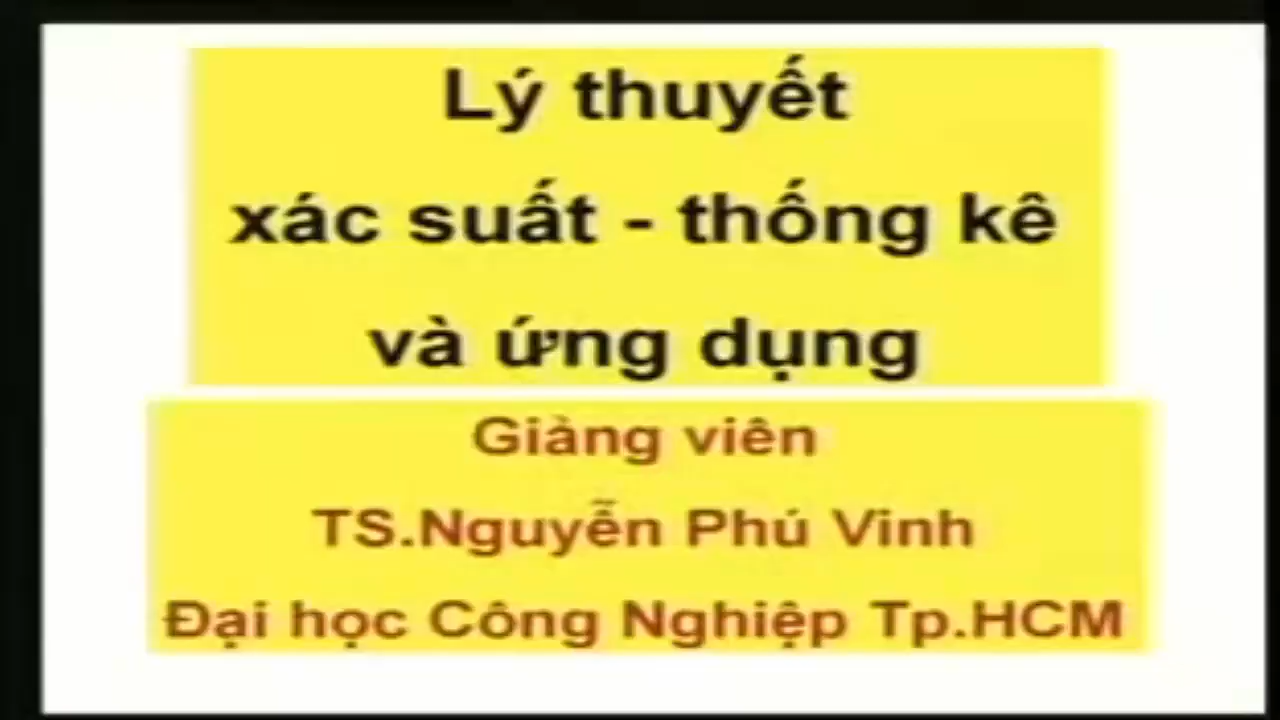 Lý thuyết
xác suất - thống kê
và ứng dụng
Giảng viên
TS.Nguyễn Phú Vinh
Đại học Công Nghiệp Tp.HCM